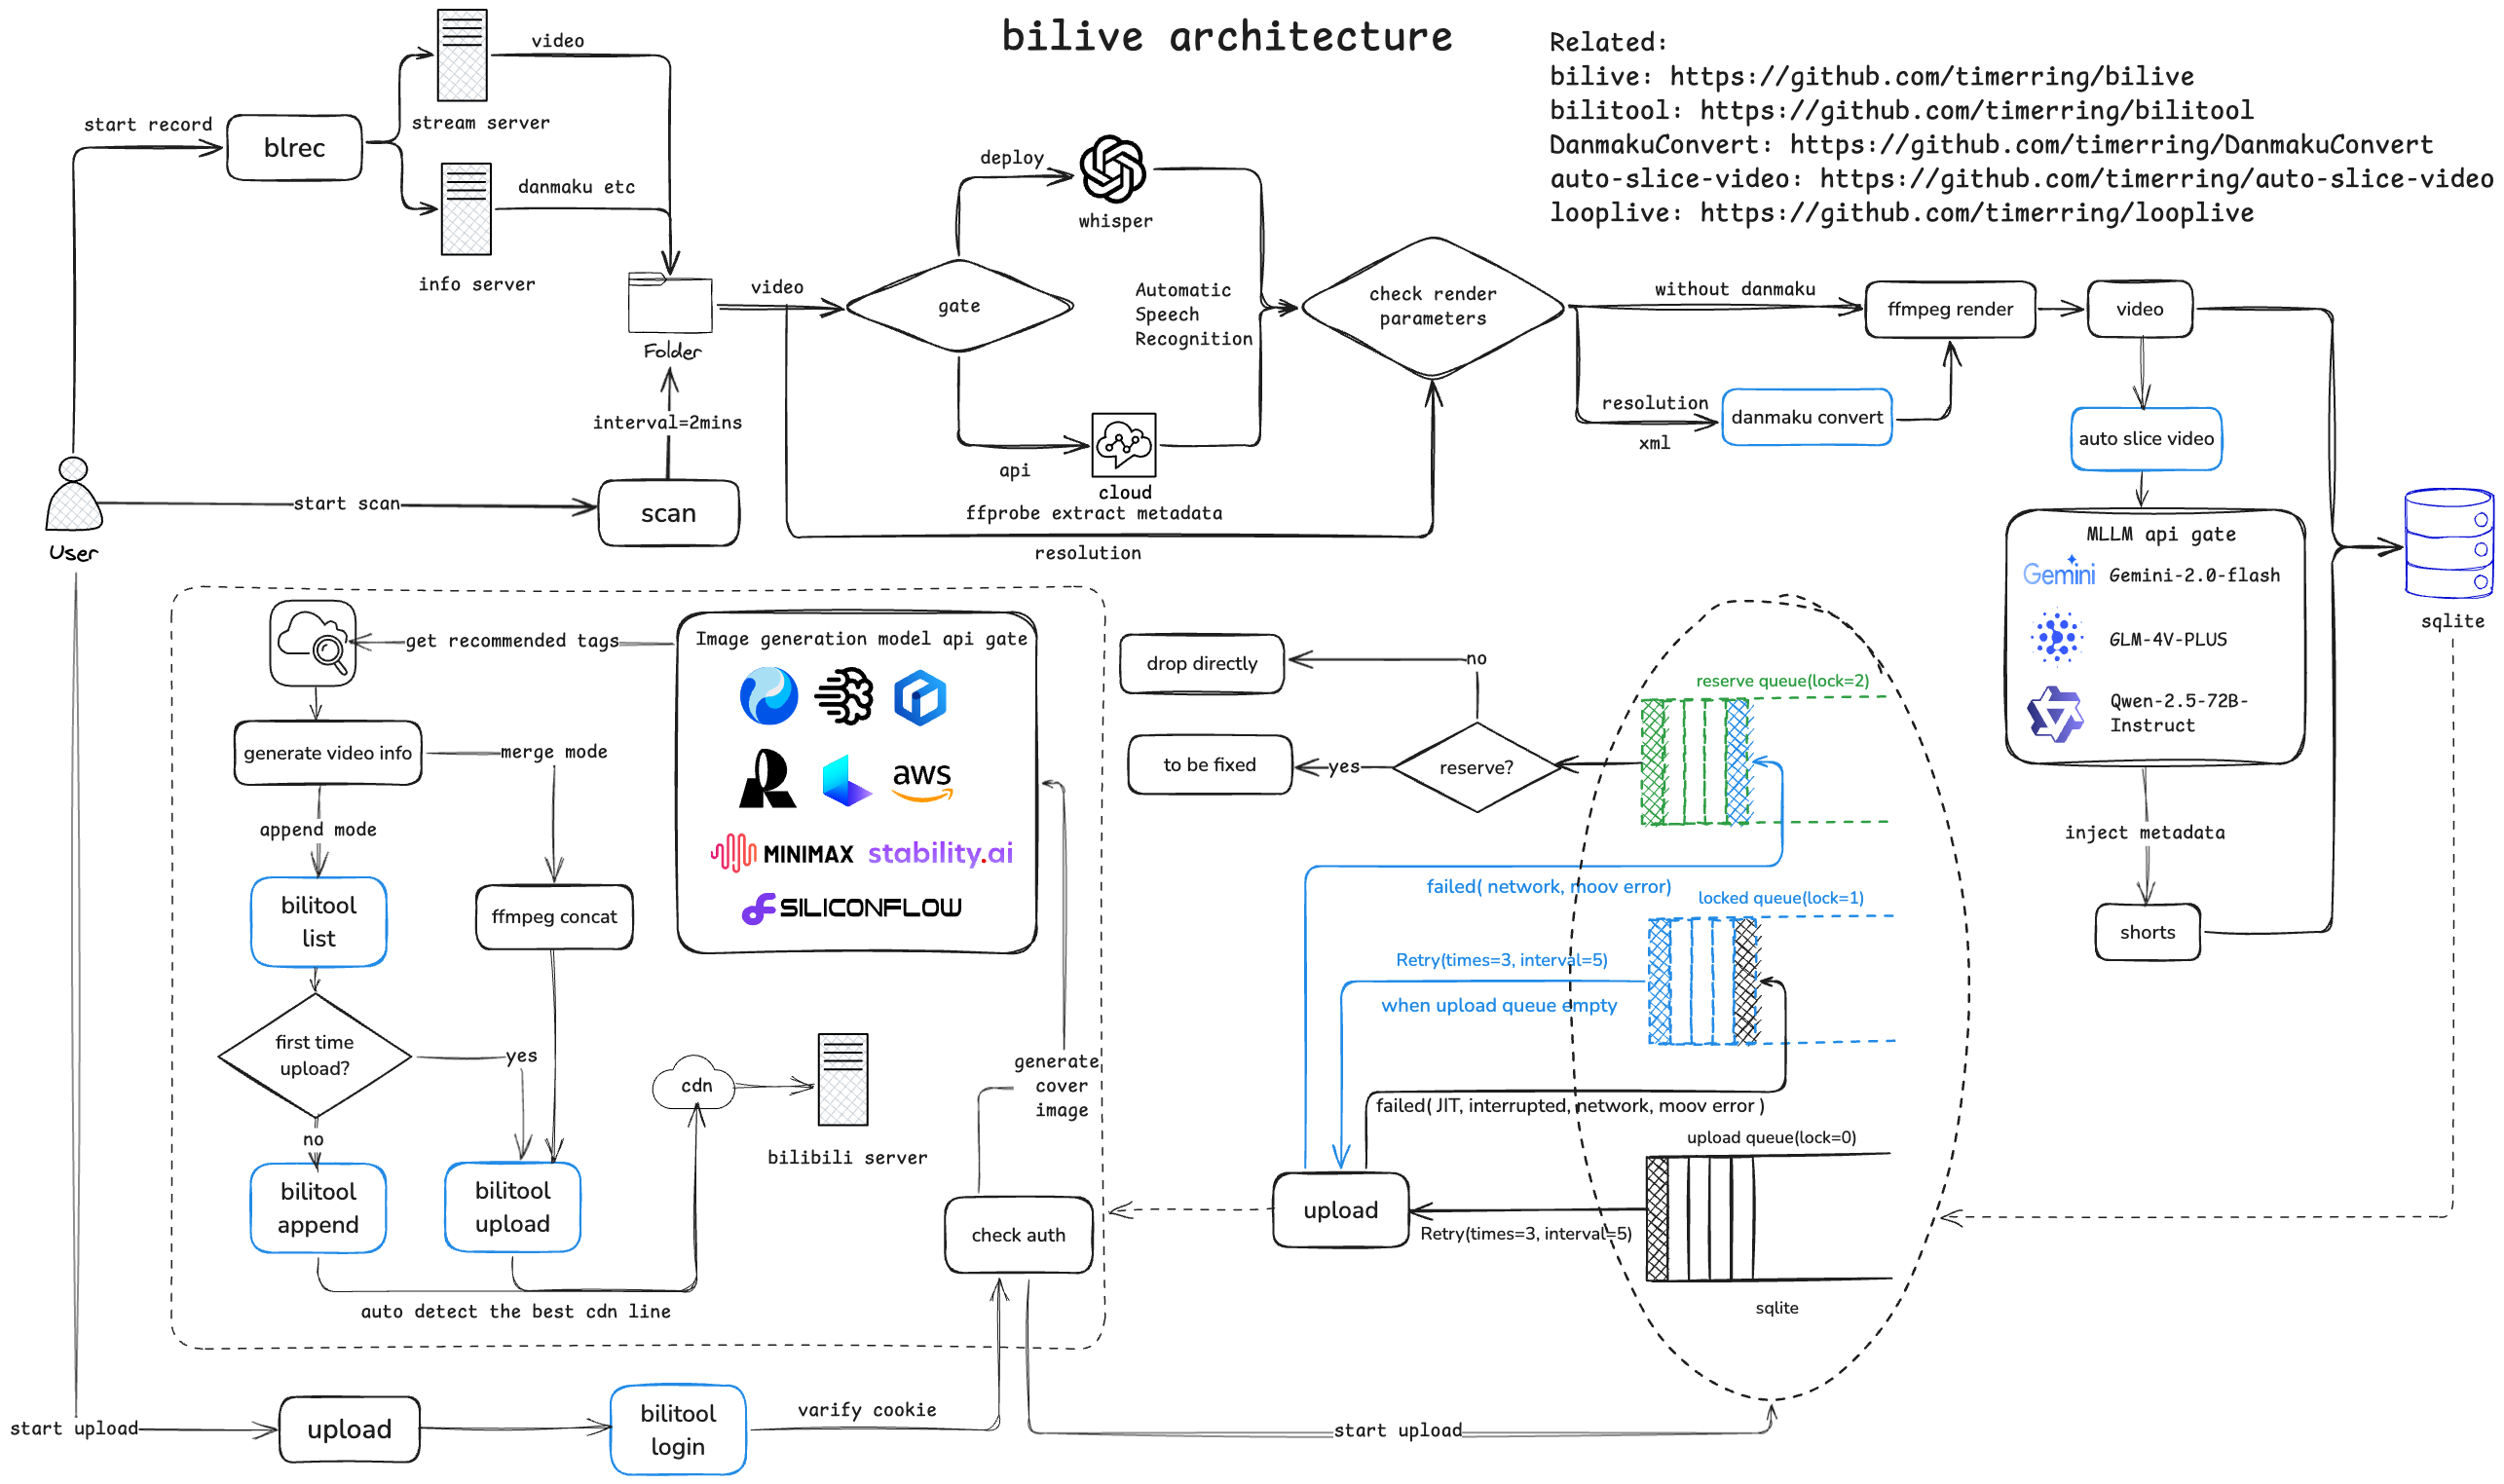 bilive architecture
Related:
bilive: https://github.com/timerring/bilive
bilitool: https://github.com/timerring/bilitool
DanmakuConvert: https://github.com/timerring/DanmakuConvert
auto-slice-video: https://github.com/timerring/auto-slice-video
looplive: https://github.com/timerring/looplive
start record
blrec
video
stream server
danmaku etc
info server
Folder
interval=2mins
start scan
scan
User
video
gate
deploy
whisper
Automatic
Speech
Recognition
api
cloud
ffprobe extract metadata
resolution
check render
parameters
without danmaku
resolution
xml
danmaku convert
ffmpeg render
video
auto slice video
MLLM api gate
Gemini
Gemini-2.0-flash
GLM-4V-PLUS
Qwen-2.5-72B-
Instruct
inject metadata
shorts
sqlite
get recommended tags
Image generation model api gate
aws
MINIMAX
stability.ai
SILICONFLOW
generate video info
merge mode
append mode
bilitool
list
ffmpeg concat
first time
upload?
yes
no
bilitool
append
bilitool
upload
cdn
bilibili server
auto detect the best cdn line
generate
cover
image
check auth
drop directly
no
to be fixed
yes
reserve?
reserve queue(lock=2)
failed( network, moov error)
locked queue(lock=1)
Retry(times=3, interval=5)
when upload queue empty
failed( JIT, interrupted, network, moov error )
upload queue(lock=0)
upload
Retry(times=3, interval=5)
sqlite
start upload
upload
bilitool
login
varify cookie
start upload